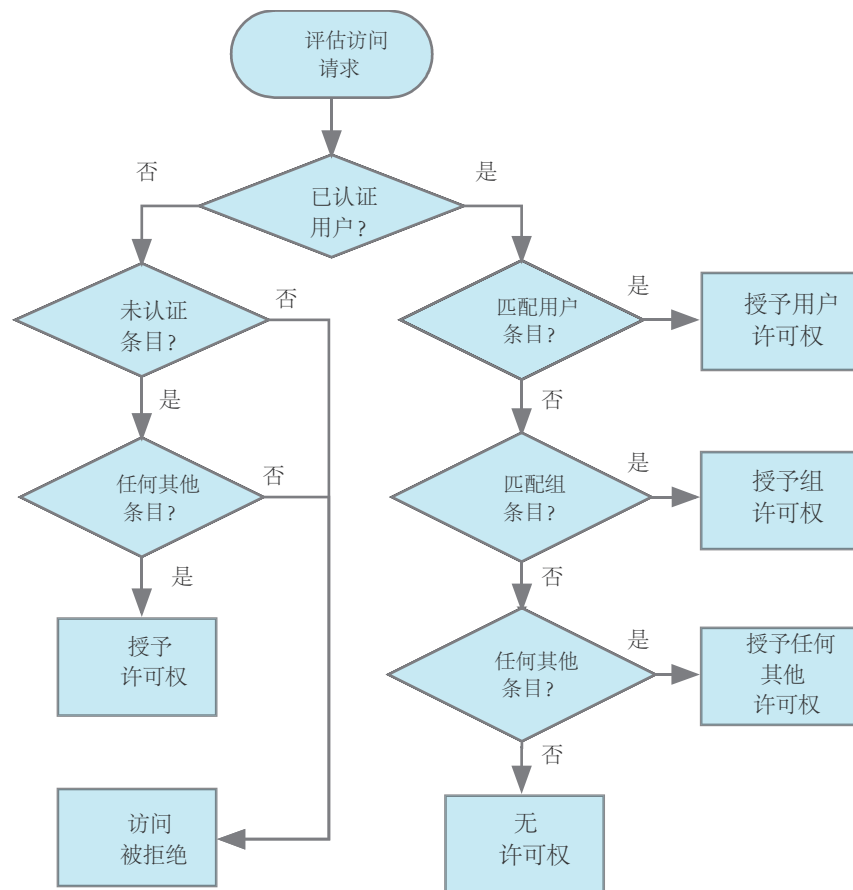 评估访问
请求
否
是
已认证
用户?
未认证
条目?
否
匹配用户
条目?
是
授予用户
许可权
是
否
任何其他
条目?
否
匹配组
条目?
是
授予组
许可权
是
否
授予
许可权
任何其他
条目?
是
授予任何
其他
许可权
否
访问
被拒绝
无
许可权